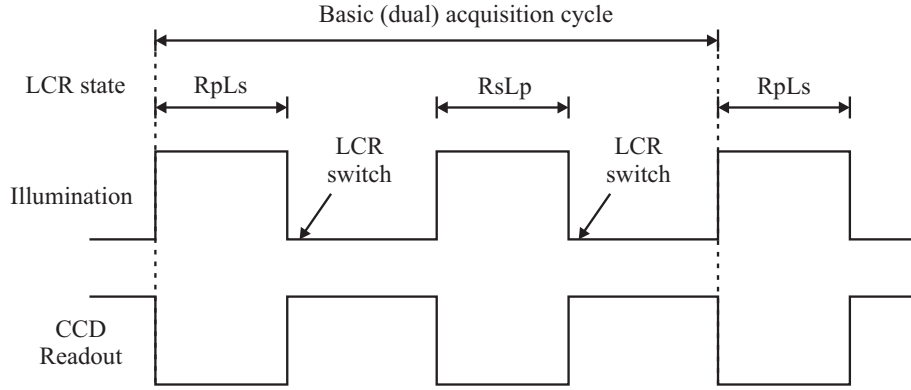 Basic (dual) acquisition cycle
LCR state
RpLs
RsLp
RpLs
LCR
switch
LCR
switch
Illumination
CCD
Readout